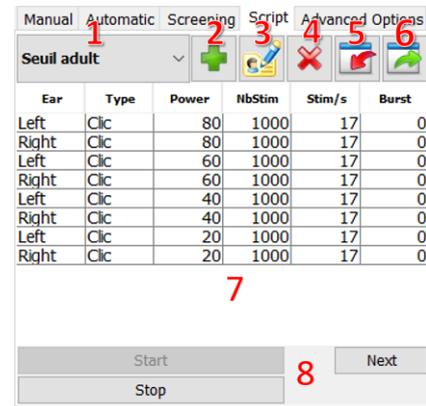 Manual Automatic Screening Script Advanced Options
1 2 3 4 5 6
Seuil adult
Ear Type Power NbStim Stim/s Burst
Left Clic 80 1000 17 0
Right Clic 80 1000 17 0
Left Clic 60 1000 17 0
Right Clic 60 1000 17 0
Left Clic 40 1000 17 0
Right Clic 40 1000 17 0
Left Clic 20 1000 17 0
Right Clic 20 1000 17 0
7
Start 8 Next
Stop